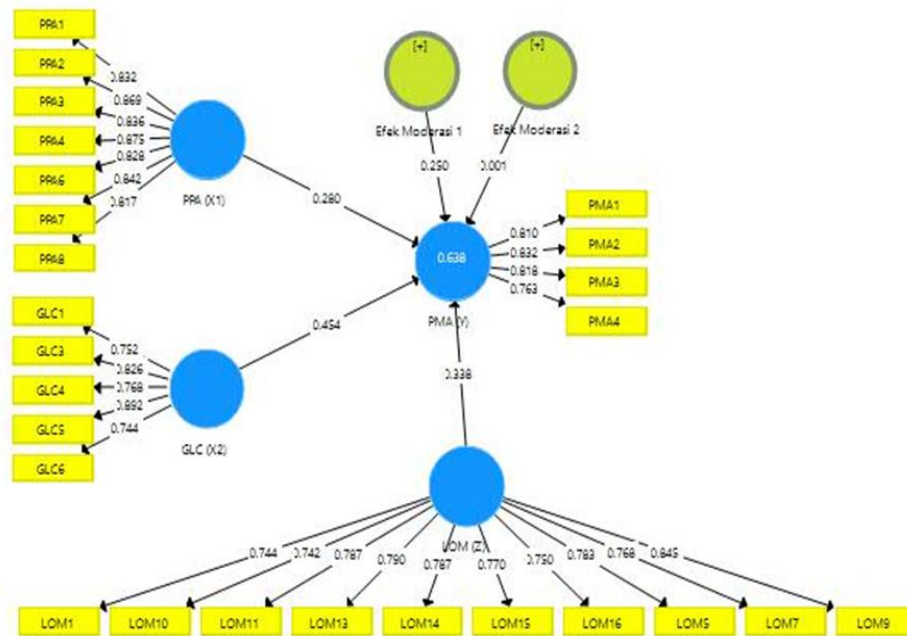 PPA1
PPA2
PPA3
PPA4
PPA6
PPA7
PPA8
0.832
0.869
0.836
0.875
0.828
0.842
0.817
PPA (X1)
[+]
Efek Moderasi 1
[+]
Efek Moderasi 2
0.250
0.001
0.280
0.638
PMA (Y)
0.810
0.832
0.818
0.763
PMA1
PMA2
PMA3
PMA4
GLC1
GLC3
GLC4
GLC5
GLC6
0.752
0.826
0.768
0.892
0.744
GLC (X2)
0.454
0.338
LOM (Z)
0.744
0.742
0.787
0.790
0.787
0.770
0.750
0.783
0.768
0.845
LOM1
LOM10
LOM11
LOM13
LOM14
LOM15
LOM16
LOM5
LOM7
LOM9